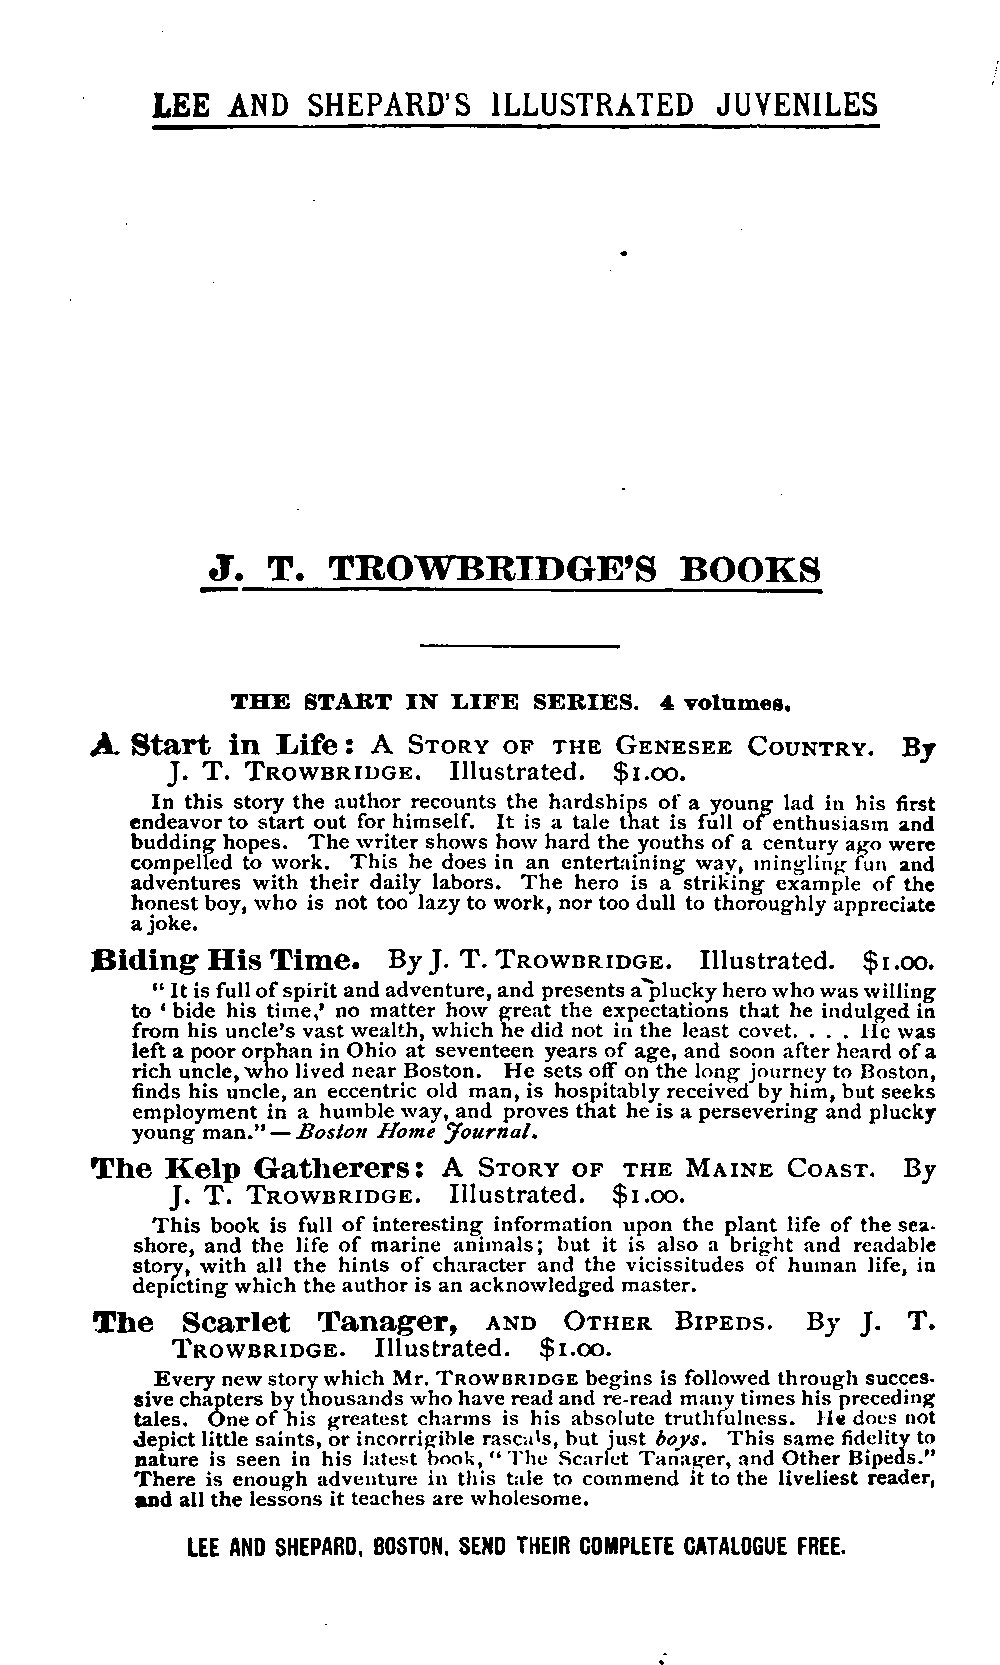 LEE AND SHEPARD'S ILLUSTRATED JUVENILES
J. T. TROWBRIDGE'S BOOKS
THE START IN LIFE SERIES. 4 volumes.
A Start in Life: A STORY OF THE GENESEE COUNTRY. By
J. T. TROWBRIDGE. Illustrated. $1.00.
In this story the author recounts the hardships of a young lad in his first
endeavor to start out for himself. It is a tale that is full of enthusiasm and
budding hopes. The writer shows how hard the youths of a century ago were
compelled to work. This he does in an entertaining way, mingling fun and
adventures with their daily labors. The hero is a striking example of the
honest boy, who is not too lazy to work, nor too dull to thoroughly appreciate
a joke.
Biding His Time. By J. T. TROWBRIDGE. Illustrated. $1.00.
"It is full of spirit and adventure, and presents a plucky hero who was willing
to 'bide his time,' no matter how great the expectations that he indulged in
from his uncle's vast wealth, which he did not in the least covet. . . . He was
left a poor orphan in Ohio at seventeen years of age, and soon after heard of a
rich uncle, who lived near Boston. He sets off on the long journey to Boston,
finds his uncle, an eccentric old man, is hospitably received by him, but seeks
employment in a humble way, and proves that he is a persevering and plucky
young man." — Boston Home Journal.
The Kelp Gatherers: A STORY OF THE MAINE COAST. By
J. T. TROWBRIDGE. Illustrated. $1.00.
This book is full of interesting information upon the plant life of the sea-
shore, and the life of marine animals; but it is also a bright and readable
story, with all the hints of character and the vicissitudes of human life, in
depicting which the author is an acknowledged master.
The Scarlet Tanager, AND OTHER BIPEDS. By J. T.
TROWBRIDGE. Illustrated. $1.00.
Every new story which Mr. TROWBRIDGE begins is followed through succes-
sive chapters by thousands who have read and re-read many times his preceding
tales. One of his greatest charms is his absolute truthfulness. He does not
depict little saints, or incorrigible rascals, but just boys. This same fidelity to
nature is seen in his latest book, "The Scarlet Tanager, and Other Bipeds."
There is enough adventure in this tale to commend it to the liveliest reader,
and all the lessons it teaches are wholesome.
LEE AND SHEPARD, BOSTON, SEND THEIR COMPLETE CATALOGUE FREE.